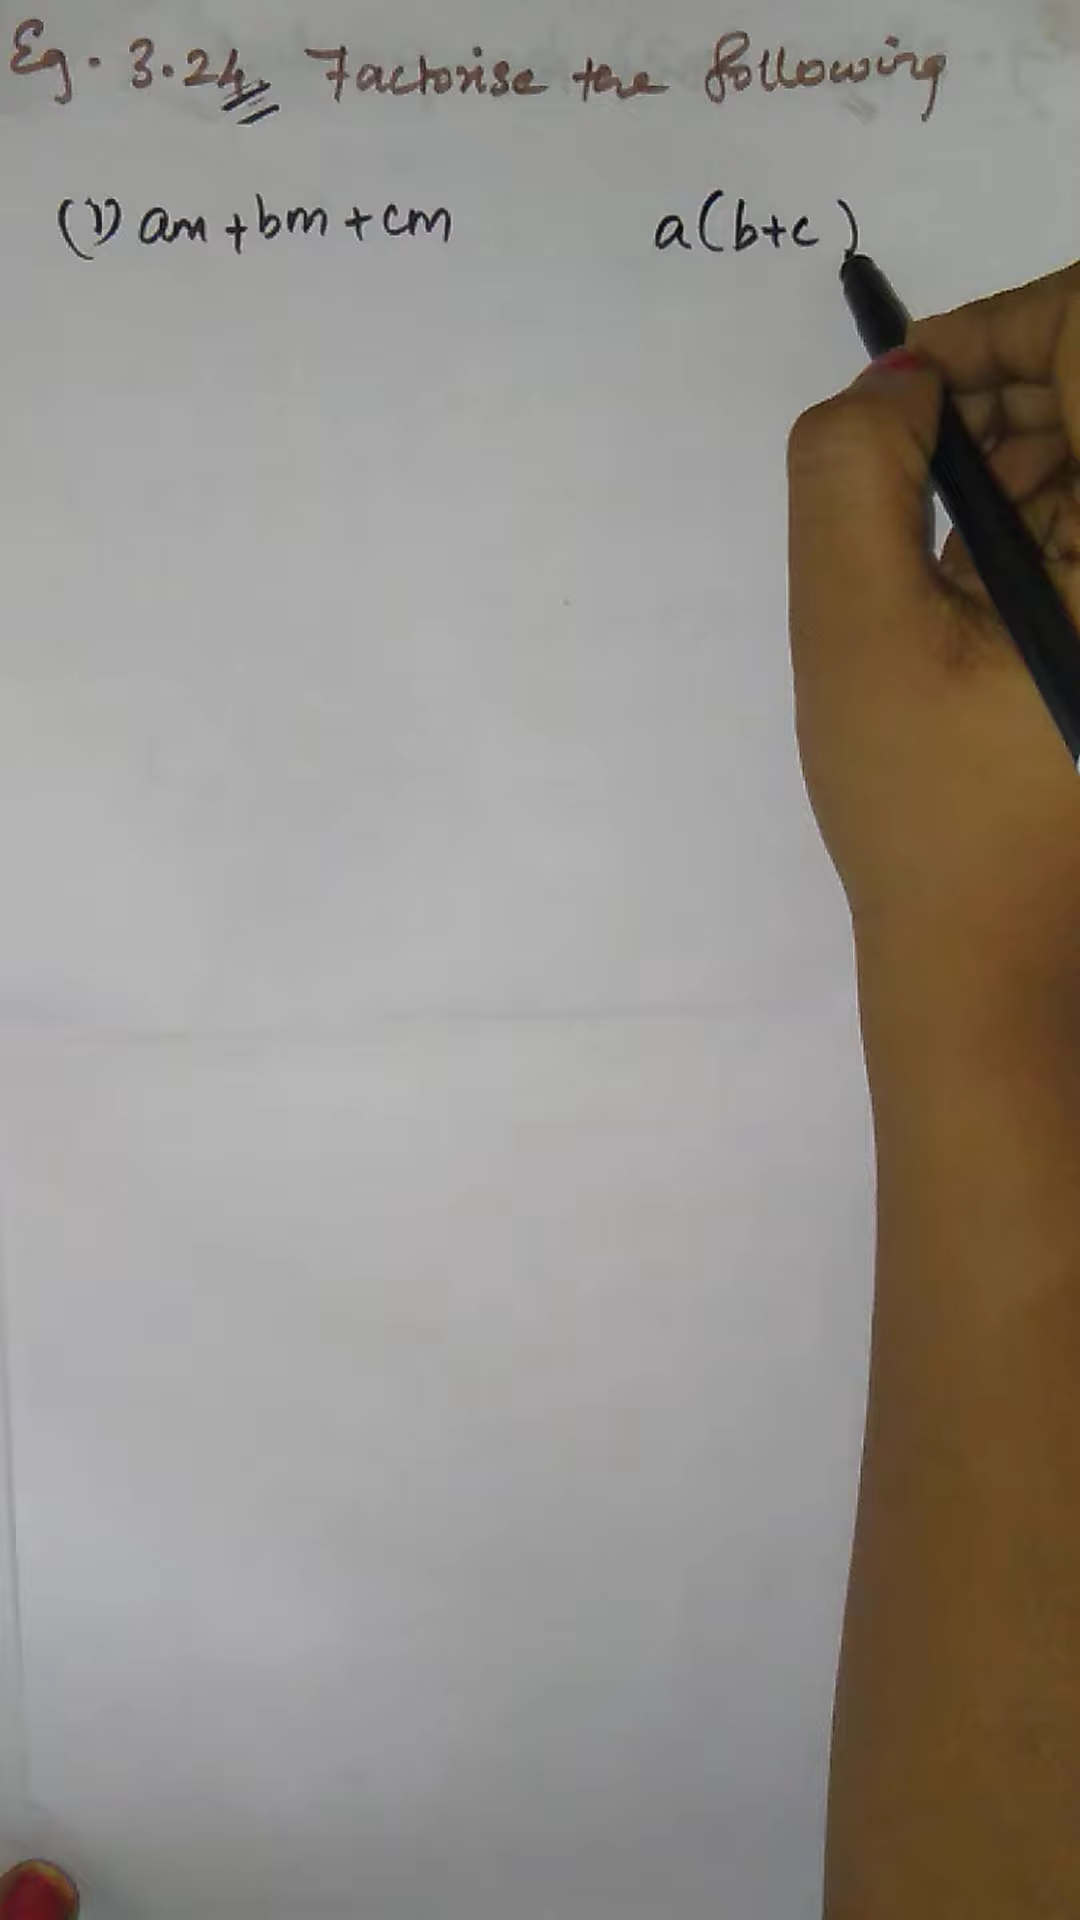 Eg. 3.24 Factorise the following
(1) am + bm + cm a(b+c)